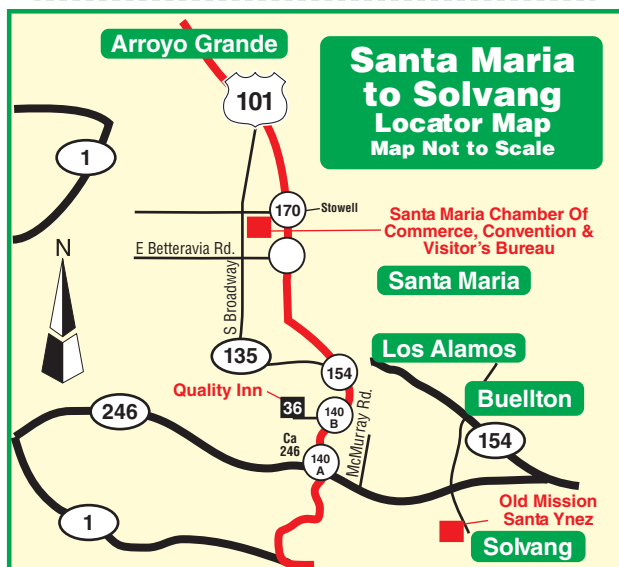 Arroyo Grande
Santa Maria
to Solvang
Locator Map
Map Not to Scale
101
1
170
Stowell
Santa Maria Chamber Of
Commerce, Convention &
Visitor's Bureau
E Betteravia Rd.
N
S Broadway
Santa Maria
135
154
Los Alamos
Quality Inn
36
140
B
Buellton
246
Ca
246
McMurray Rd.
154
140
A
1
Old Mission
Santa Ynez
Solvang